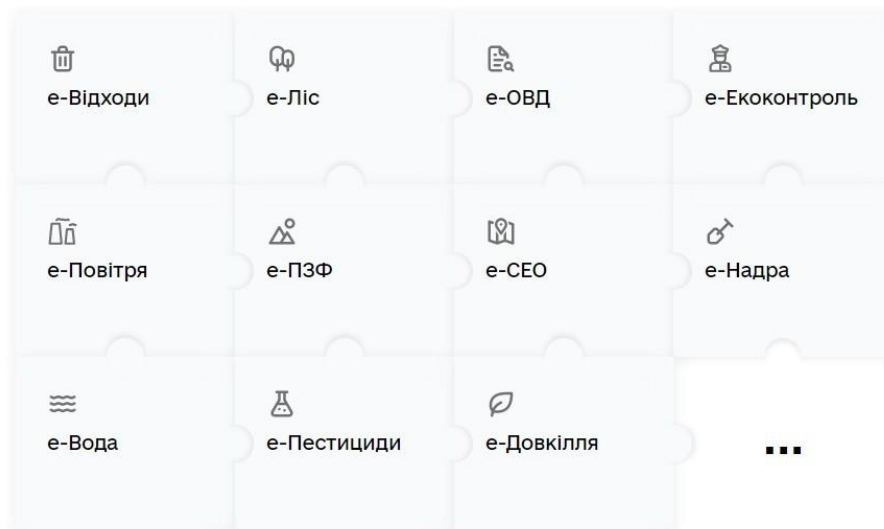 е-Відходи
е-Ліс
е-ОВД
е-Екоконтроль
е-Повітря
е-ПЗФ
е-СЕО
е-Надра
е-Вода
е-Пестициди
е-Довкілля
...